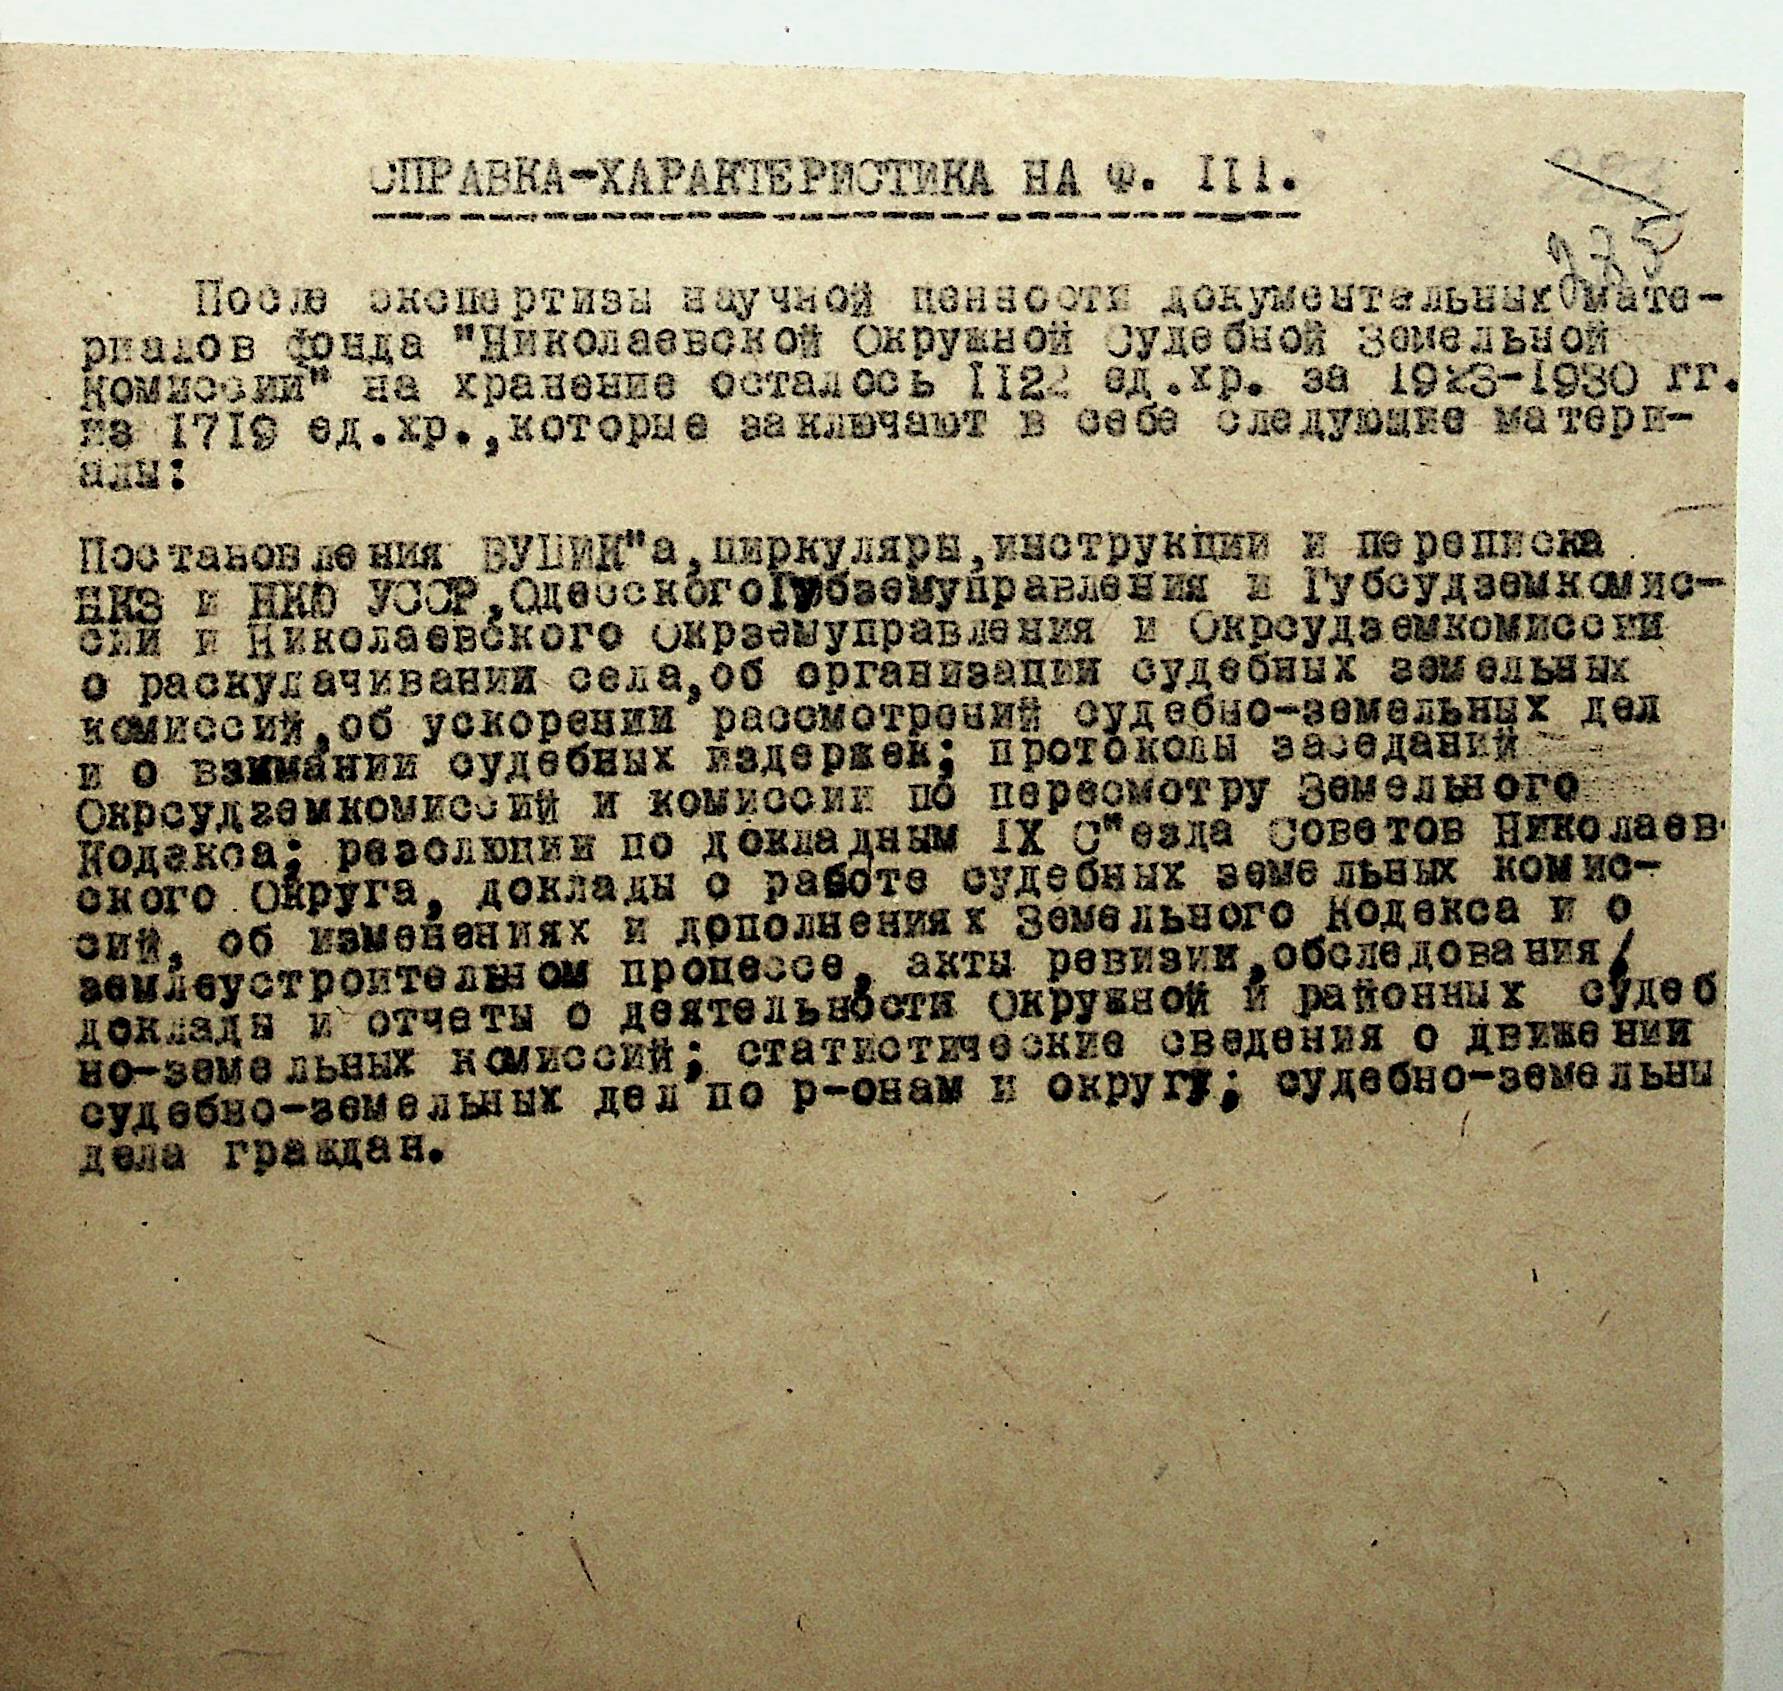 СПРАВКА-ХАРАКТЕРИСТИКА НА Ф. III.
275
После экспертизы научной ценности документальных мате-
риалов фонда "Николаевской Окружной Судебной Земельной
Комиссии" на хранение осталось II22 ед.хр. за 1923-1930 гг.
из 1719 ед.хр.,которые заключают в себе следующие матери-
алы:
Постановления ВУЦИК"а,циркуляры,инструкции и переписка
НКЗ и НКЮ УССР,Одесского Губземуправления и Губсудземкомис-
сии и Николаевского Окрземуправления и Окрсудземкомиссии
о раскулачивании села,об организации судебных земельных
комиссий,об ускорении рассмотрений судебно-земельных дел
и о взимании судебных издержек; протоколы заседаний
Окрсудземкомиссий и комиссии по пересмотру Земельного
Кодекса; резолюции по докладным IX С"езда Советов Николаев-
ского Округа, доклады о работе судебных земельных комис-
сий, об изменениях и дополнениях Земельного Кодекса и о
землеустроительном процессе, акты ревизии,обследования,
доклады и отчеты о деятельности Окружной и районных судеб
но-земельных комиссий; статистические сведения о движении
судебно-земельных дел по р-онам и округу; судебно-земельны
дела граждан.